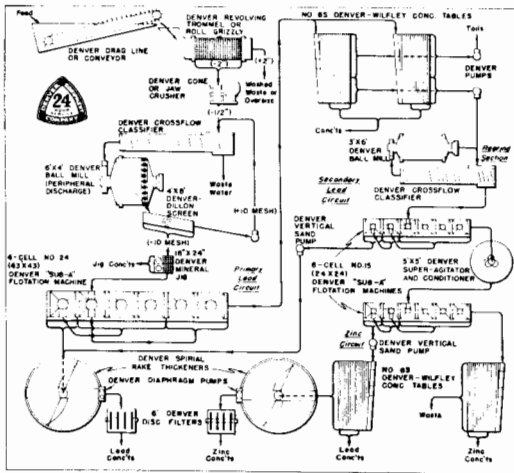 Feed
DENVER DRAG LINE
OR CONVEYOR
DENVER REVOLVING
TROMMEL OR
ROLL GRIZZLY
(-2")
(+2")
Washed
Waste or
Oversize
DENVER CONE
OR JAW
CRUSHER
(-1/2")
24
COMPANY
DENVER CROSSFLOW
CLASSIFIER
6'X4' DENVER
BALL MILL
(PERIPHERAL
DISCHARGE)
Waste
Water
4'X8'
DENVER-
DILLON
SCREEN
(+10 MESH)
(-10 MESH)
Jig Conc'ts
16"X 24"
DENVER
MINERAL
JIG
4-CELL NO 24
(43 X43)
DENVER "SUB-A"
FLOTATION MACHINE
Primary
Lead
Circuit
NO 6S DENVER-WILFLEY CONC. TABLES
Tails
DENVER
PUMPS
Conc'ts
3'X6'
DENVER
BALL MILL
Regring
Section
DENVER CROSSFLOW
CLASSIFIER
Secondary
Lead
Circuit
DENVER
VERTICAL
SAND
PUMP
6-CELL NO.15
(24 X24)
DENVER "SUB-A"
FLOTATION MACHINES
5'X5' DENVER
SUPER-AGITATOR
AND CONDITIONER
Zinc
Circuit
DENVER VERTICAL
SAND PUMP
NO 6S
DENVER-WILFLEY
CONC TABLES
Waste
Lead
Conc'ts
Zinc
Conc'ts
DENVER SPIRIAL
RAKE THICKENERS
DENVER DIAPHRAGM PUMPS
6' DENVER
DISC FILTERS
Lead
Conc'ts
Zinc
Conc'ts